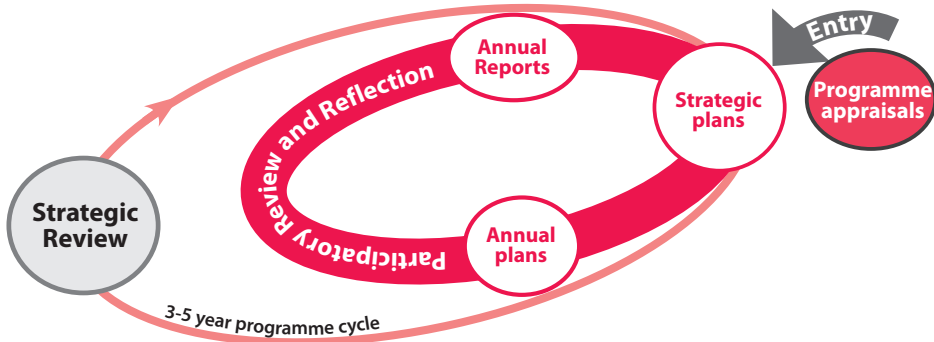 Entry
Annual
Reports
Programme
appraisals
Strategic
plans
Participatory Review and Reflection
Strategic
Review
Annual
plans
3-5 year programme cycle